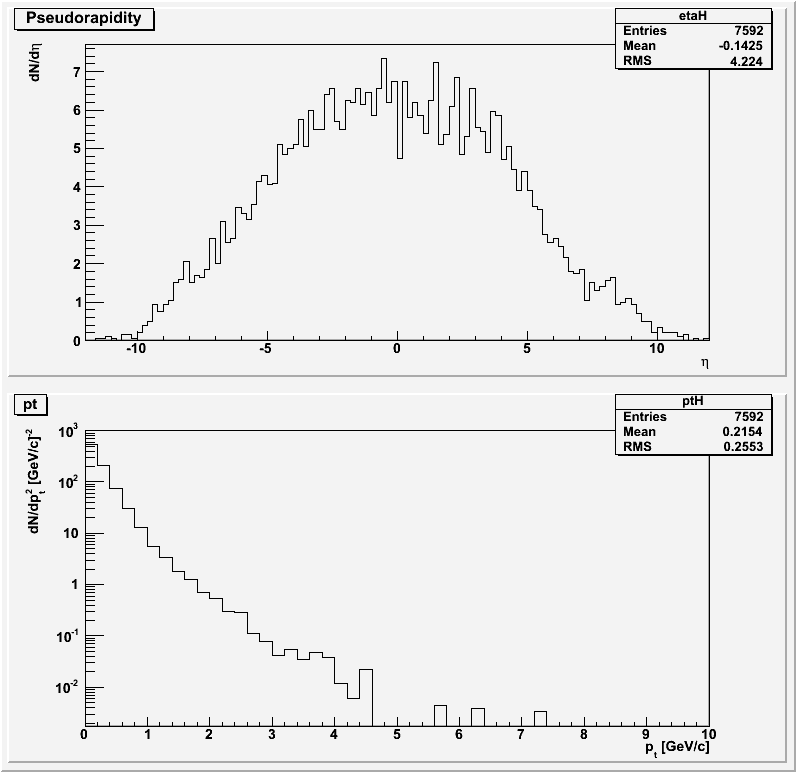 Pseudorapidity
etaH
Entries 7592
Mean -0.1425
RMS 4.224
dN/dη
7
6
5
4
3
2
1
0
-10 -5 0 5 10
η
pt
ptH
Entries 7592
Mean 0.2154
RMS 0.2553
dN/dp_t^2 [GeV/c]^-2
10^3
10^2
10
1
10^-1
10^-2
0 1 2 3 4 5 6 7 8 9 10
p_t [GeV/c]